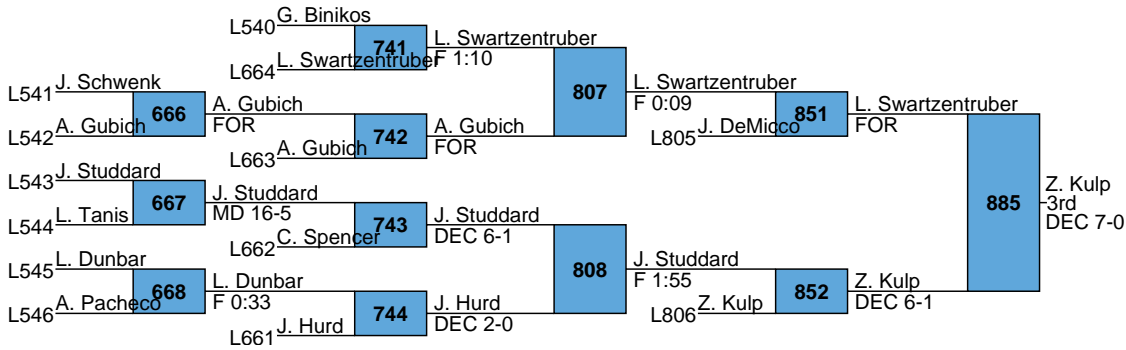 G. Binikos
L540
741
L. Swartzentruber
F 1:10
L. Swartzentruber
L664
J. Schwenk
L541
807
L. Swartzentruber
F 0:09
666
A. Gubich
FOR
851
L. Swartzentruber
FOR
A. Gubich
L542
742
A. Gubich
FOR
J. DeMicco
L805
A. Gubich
L663
J. Studdard
L543
Z. Kulp
3rd
DEC 7-0
667
J. Studdard
MD 16-5
885
L. Tanis
L544
743
J. Studdard
DEC 6-1
C. Spencer
L662
L. Dunbar
L545
808
J. Studdard
F 1:55
668
L. Dunbar
F 0:33
852
Z. Kulp
DEC 6-1
A. Pacheco
L546
744
J. Hurd
DEC 2-0
Z. Kulp
L806
J. Hurd
L661